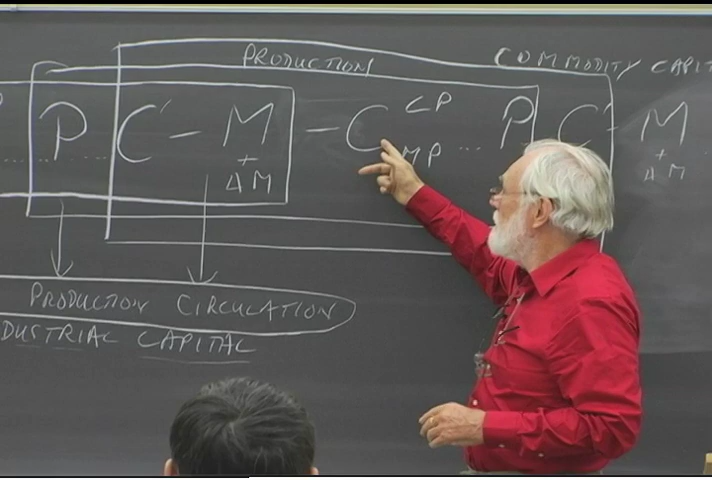 PRODUCTION COMMODITY CAPIT
P C' – M – C LP ... P C' – M
MP
+ +
ΔM ΔM
PRODUCTION CIRCULATION
DUSTRIAL CAPITAL